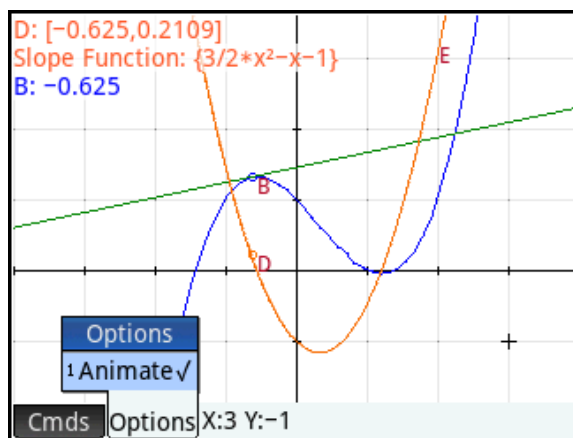 D: [−0.625,0.2109]
Slope Function: {3/2*x²−x−1}
B: −0.625
E
B
D
Options
1 Animate√
Cmds Options X:3 Y:−1